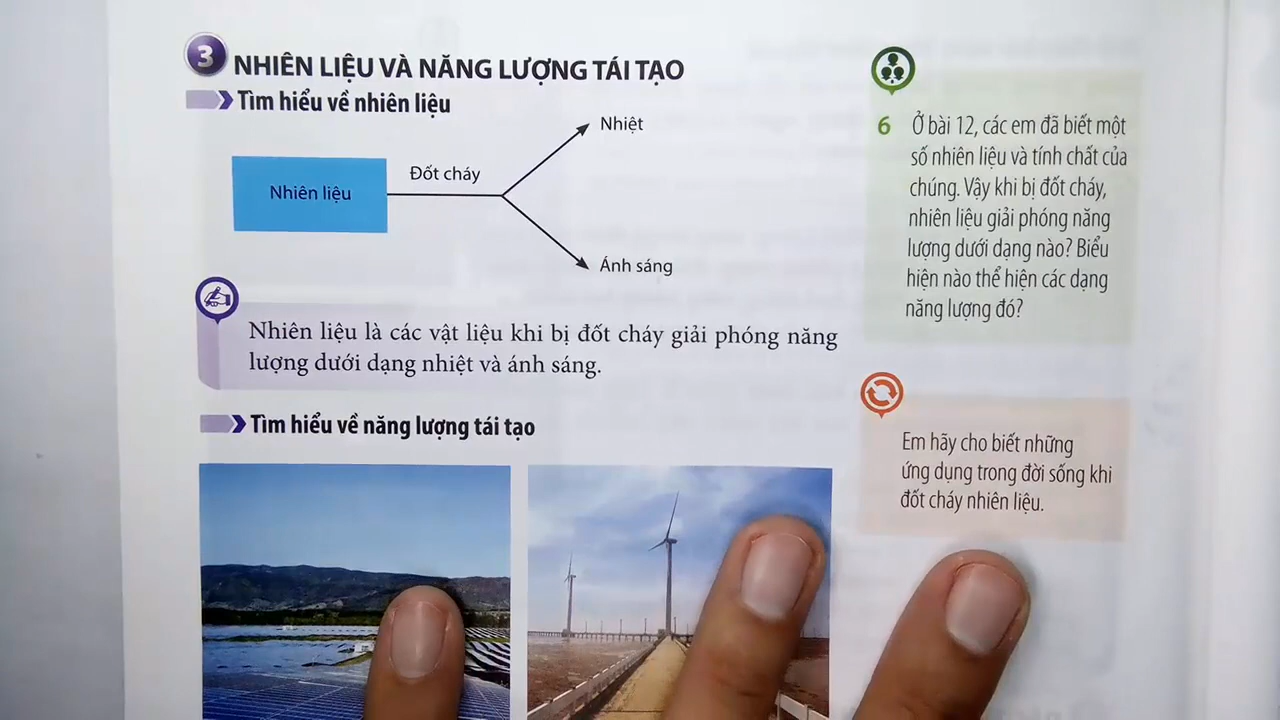 3 NHIÊN LIỆU VÀ NĂNG LƯỢNG TÁI TẠO
Tìm hiểu về nhiên liệu
Nhiên liệu
Đốt cháy
Nhiệt
Ánh sáng
Nhiên liệu là các vật liệu khi bị đốt cháy giải phóng năng
lượng dưới dạng nhiệt và ánh sáng.
Tìm hiểu về năng lượng tái tạo
6 Ở bài 12, các em đã biết một
số nhiên liệu và tính chất của
chúng. Vậy khi bị đốt cháy,
nhiên liệu giải phóng năng
lượng dưới dạng nào? Biểu
hiện nào thể hiện các dạng
năng lượng đó?
Em hãy cho biết những
ứng dụng trong đời sống khi
đốt cháy nhiên liệu.